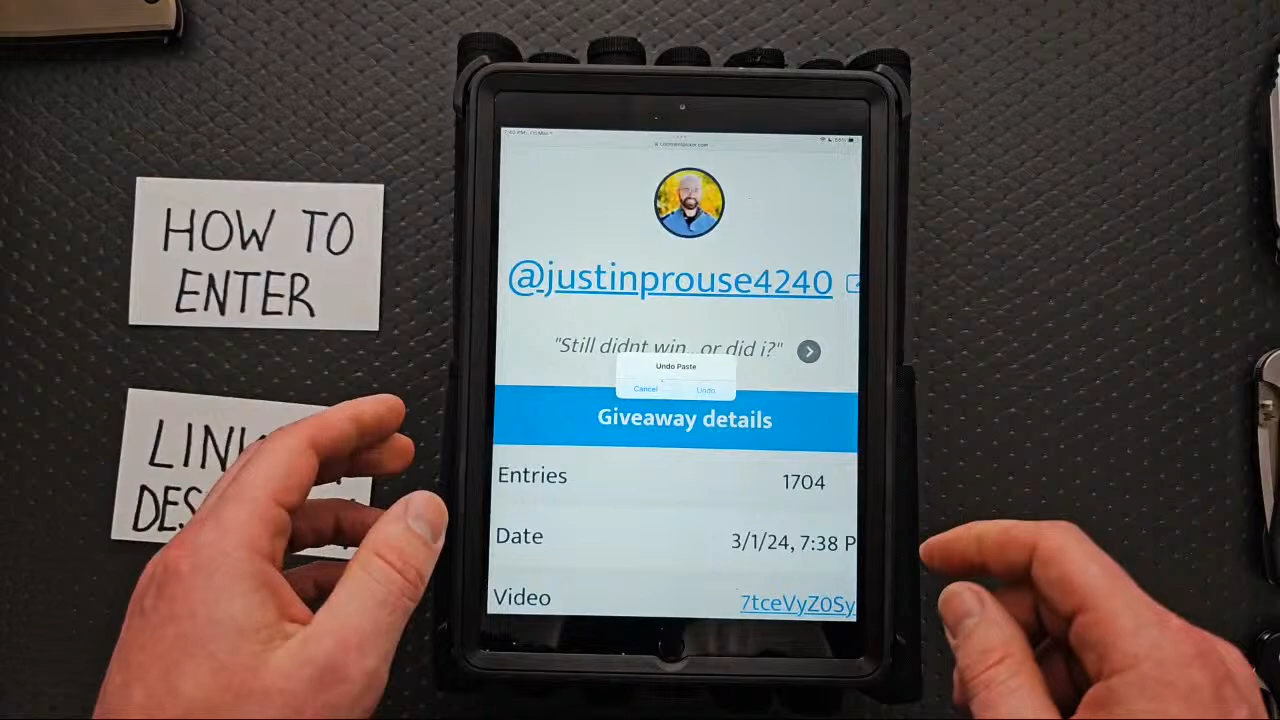 HOW TO
ENTER
LIN
DES
@justinprouse4240
"Still didnt win...or did i?"
Undo Paste
Cancel
Undo
Giveaway details
Entries 1704
Date 3/1/24, 7:38 P
Video 7tceVyZ0Sy